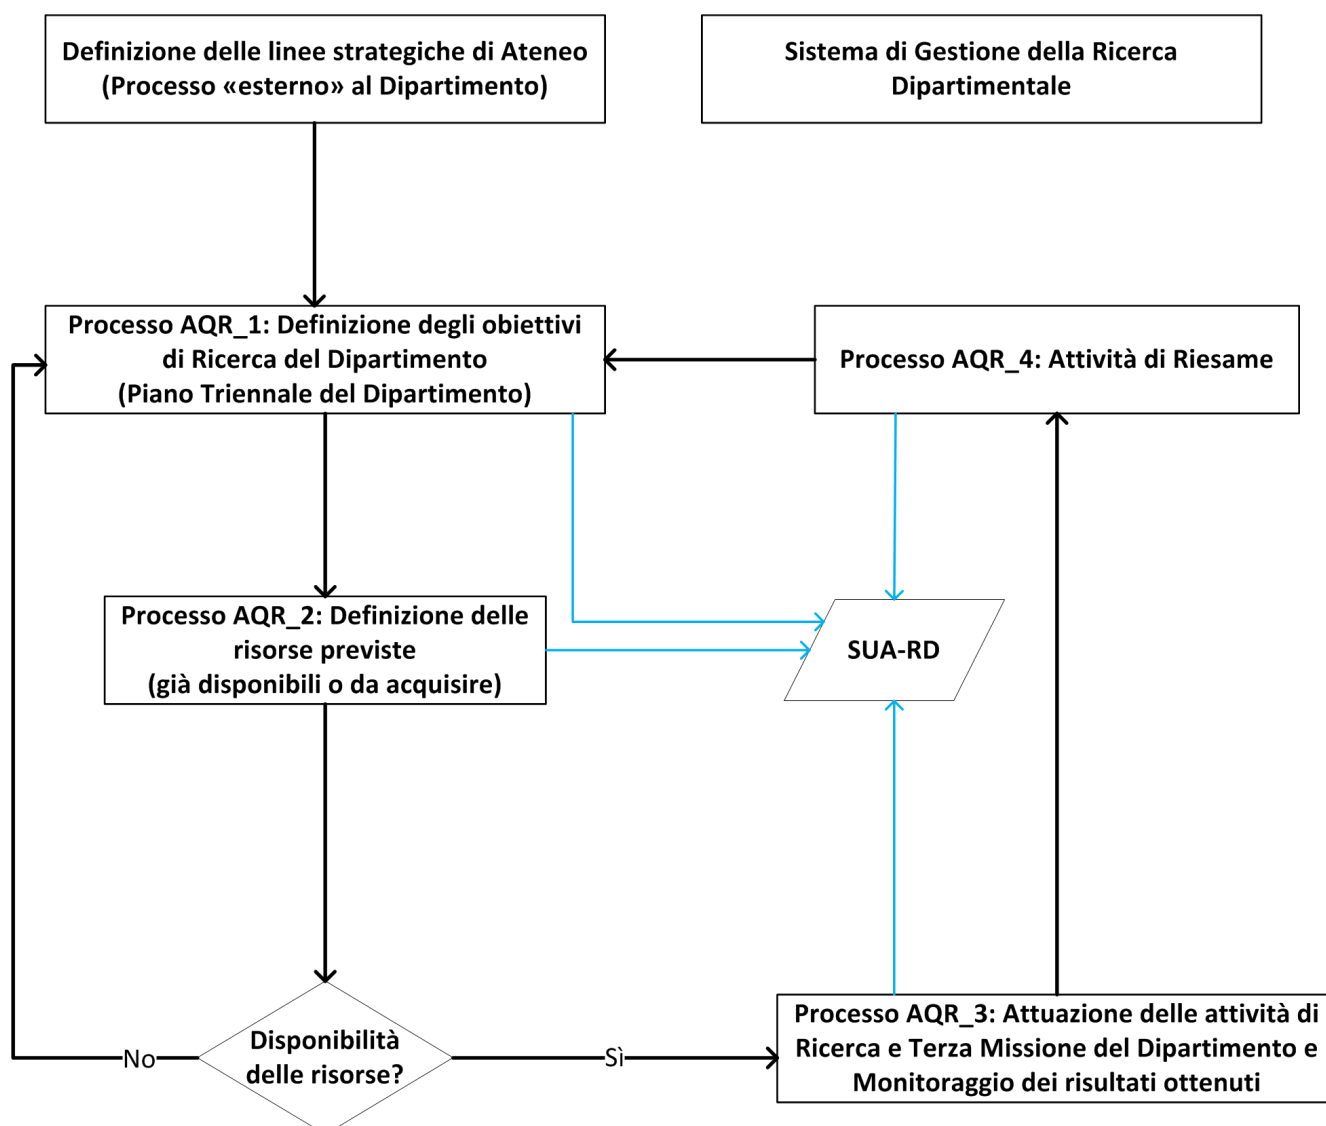 Definizione delle linee strategiche di Ateneo
(Processo «esterno» al Dipartimento)
Sistema di Gestione della Ricerca
Dipartimentale
Processo AQR_1: Definizione degli obiettivi
di Ricerca del Dipartimento
(Piano Triennale del Dipartimento)
Processo AQR_4: Attività di Riesame
Processo AQR_2: Definizione delle
risorse previste
(già disponibili o da acquisire)
SUA-RD
Disponibilità
delle risorse?
No
Sì
Processo AQR_3: Attuazione delle attività di
Ricerca e Terza Missione del Dipartimento e
Monitoraggio dei risultati ottenuti